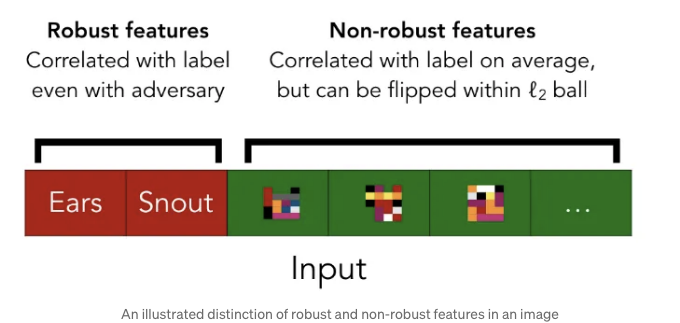 Robust features
Correlated with label
even with adversary
Non-robust features
Correlated with label on average,
but can be flipped within ℓ₂ ball
Ears
Snout
...
Input
An illustrated distinction of robust and non-robust features in an image